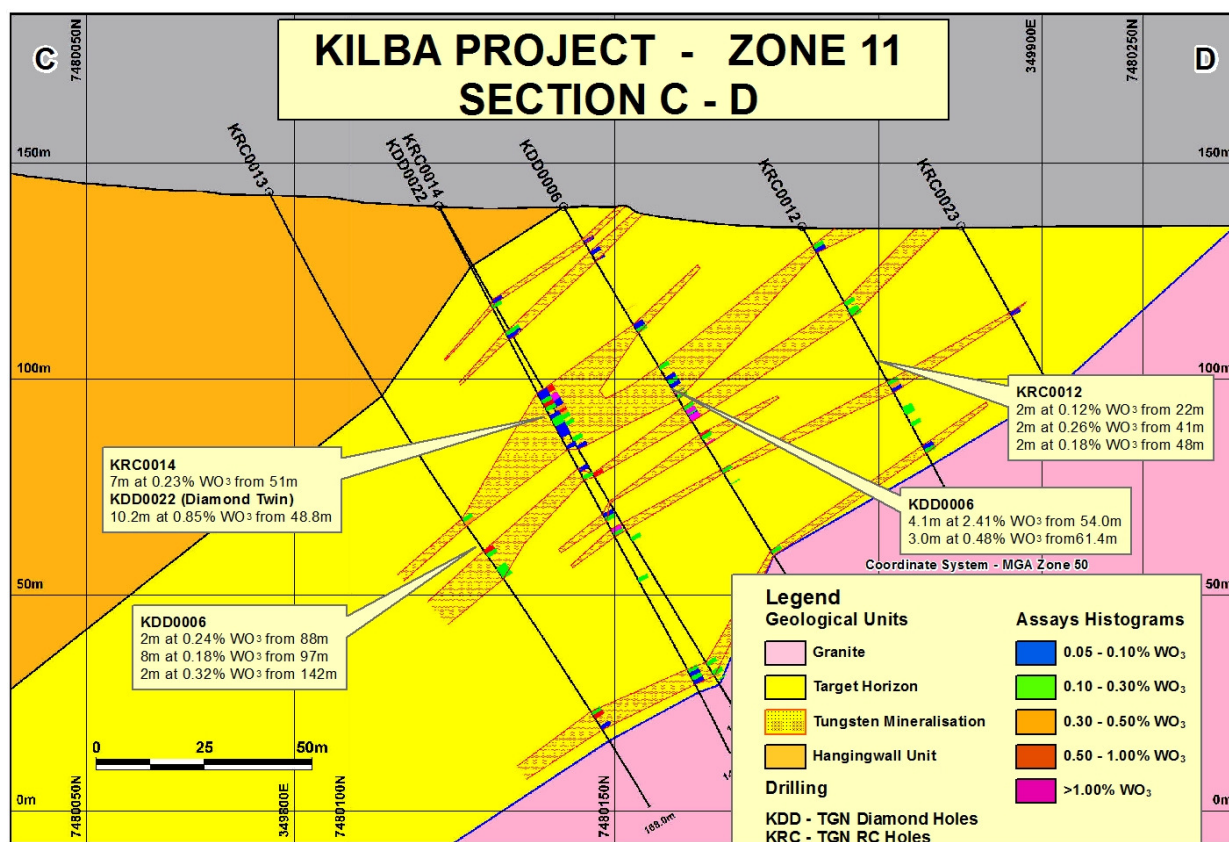 C
7480050N
KILBA PROJECT - ZONE 11
SECTION C - D
349900E
7480250N
D
150m
150m
KRC0013
KRC0014
KDD0022
KDD0006
KRC0012
KRC0023
100m
100m
KRC0012
2m at 0.12% WO3 from 22m
2m at 0.26% WO3 from 41m
2m at 0.18% WO3 from 48m
KRC0014
7m at 0.23% WO3 from 51m
KDD0022 (Diamond Twin)
10.2m at 0.85% WO3 from 48.8m
KDD0006
4.1m at 2.41% WO3 from 54.0m
3.0m at 0.48% WO3 from61.4m
Coordinate System - MGA Zone 50
50m
50m
KDD0006
2m at 0.24% WO3 from 88m
8m at 0.18% WO3 from 97m
2m at 0.32% WO3 from 142m
Legend
Geological Units
Granite
Target Horizon
Tungsten Mineralisation
Hangingwall Unit
Drilling
KDD - TGN Diamond Holes
KRC - TGN RC Holes
Assays Histograms
0.05 - 0.10% WO3
0.10 - 0.30% WO3
0.30 - 0.50% WO3
0.50 - 1.00% WO3
>1.00% WO3
0 25 50m
0m
0m
7480050N
349800E
7480100N
7480150N
168.0m